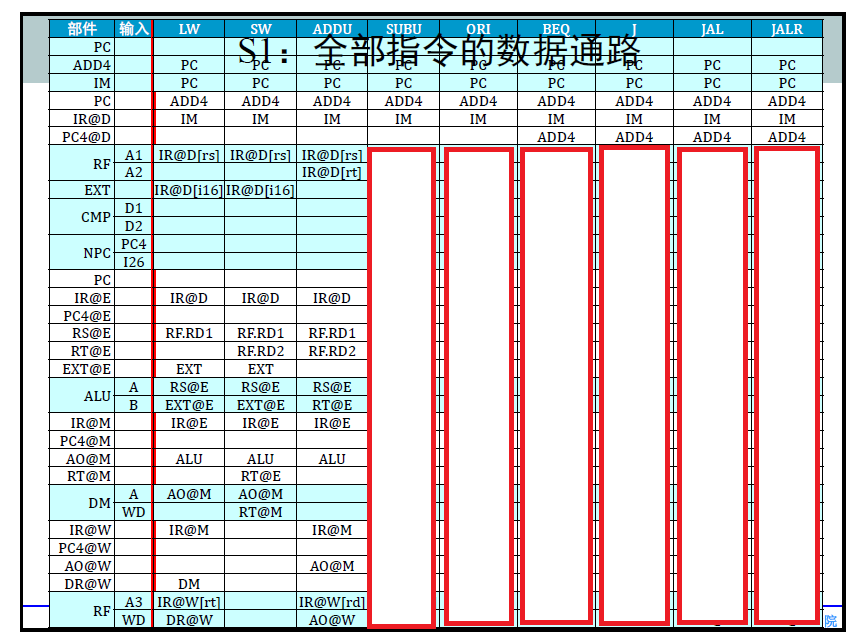 S1：全部指令的数据通路
部件 输入 LW SW ADDU SUBU ORI BEQ J JAL JALR
PC
ADD4 PC PC PC PC PC PC PC PC PC
IM PC PC PC PC PC PC PC PC PC
PC ADD4 ADD4 ADD4 ADD4 ADD4 ADD4 ADD4 ADD4 ADD4
IR@D IM IM IM IM IM IM IM IM IM
PC4@D ADD4 ADD4 ADD4 ADD4
RF A1 IR@D[rs] IR@D[rs] IR@D[rs]
A2 IR@D[rt]
EXT IR@D[i16] IR@D[i16]
CMP D1
D2
NPC PC4
I26
PC
IR@E IR@D IR@D IR@D
PC4@E
RS@E RF.RD1 RF.RD1 RF.RD1
RT@E RF.RD2 RF.RD2
EXT@E EXT EXT
ALU A RS@E RS@E RS@E
B EXT@E EXT@E RT@E
IR@M IR@E IR@E IR@E
PC4@M
AO@M ALU ALU ALU
RT@M RT@E
DM A AO@M AO@M
WD RT@M
IR@W IR@M IR@M
PC4@W
AO@W AO@M
DR@W DM
RF A3 IR@W[rt] IR@W[rd]
WD DR@W AO@W
院